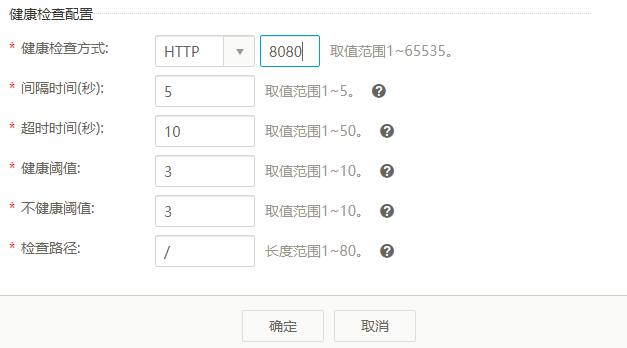 健康检查配置
* 健康检查方式: HTTP 8080 取值范围1~65535。
* 间隔时间(秒): 5 取值范围1~5。 ?
* 超时时间(秒): 10 取值范围1~50。 ?
* 健康阈值: 3 取值范围1~10。 ?
* 不健康阈值: 3 取值范围1~10。 ?
* 检查路径: / 长度范围1~80。 ?
确定 取消